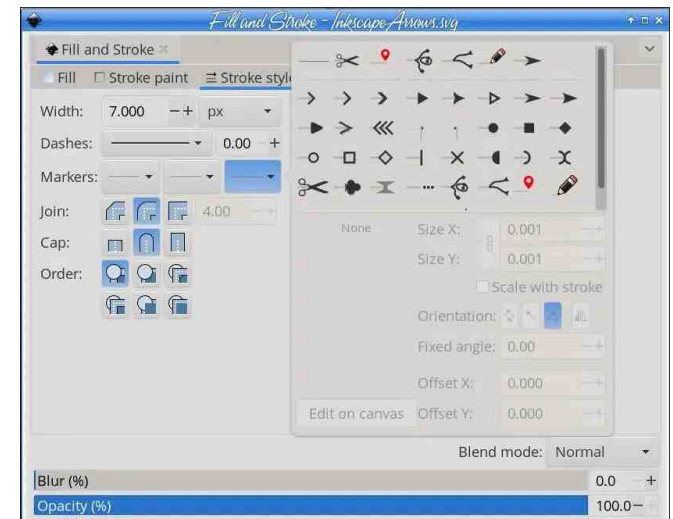 Fill and Stroke - Inkscape-Arrows.svg
Fill and Stroke
Fill Stroke paint Stroke style
Width: 7.000 − + px
Dashes: 0.00 +
Markers:
Join: 4.00 − +
Cap:
Order:
None
Size X: 0.001 − +
Size Y: 0.001 − +
Scale with stroke
Orientation:
Fixed angle: 0.00 − +
Offset X: 0.000 − +
Edit on canvas Offset Y: 0.000 − +
Blend mode: Normal
Blur (%) 0.0 − +
Opacity (%) 100.0 − +